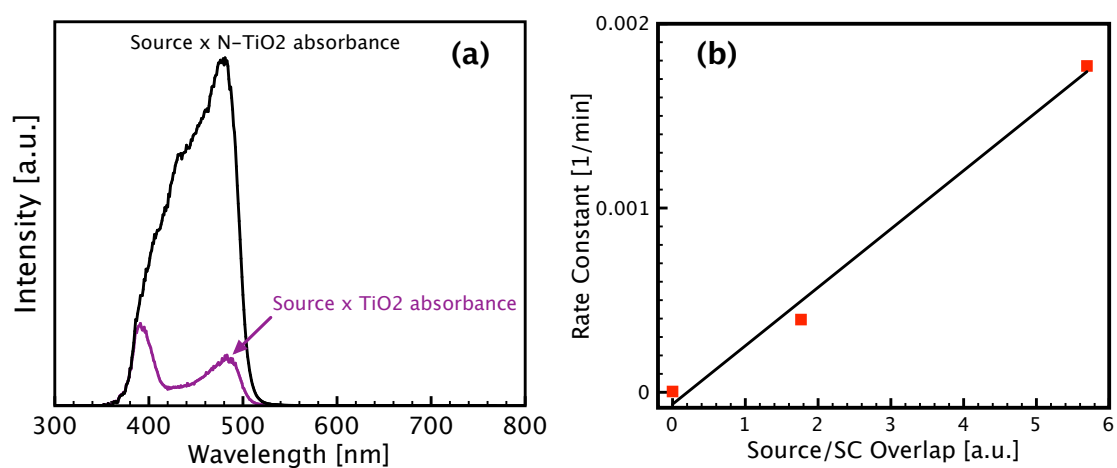 Source x N-TiO2 absorbance
(a)
Source x TiO2 absorbance
Intensity [a.u.]
300 400 500 600 700 800
Wavelength [nm]
(b)
0.002
0.001
0
Rate Constant [1/min]
0 1 2 3 4 5 6
Source/SC Overlap [a.u.]